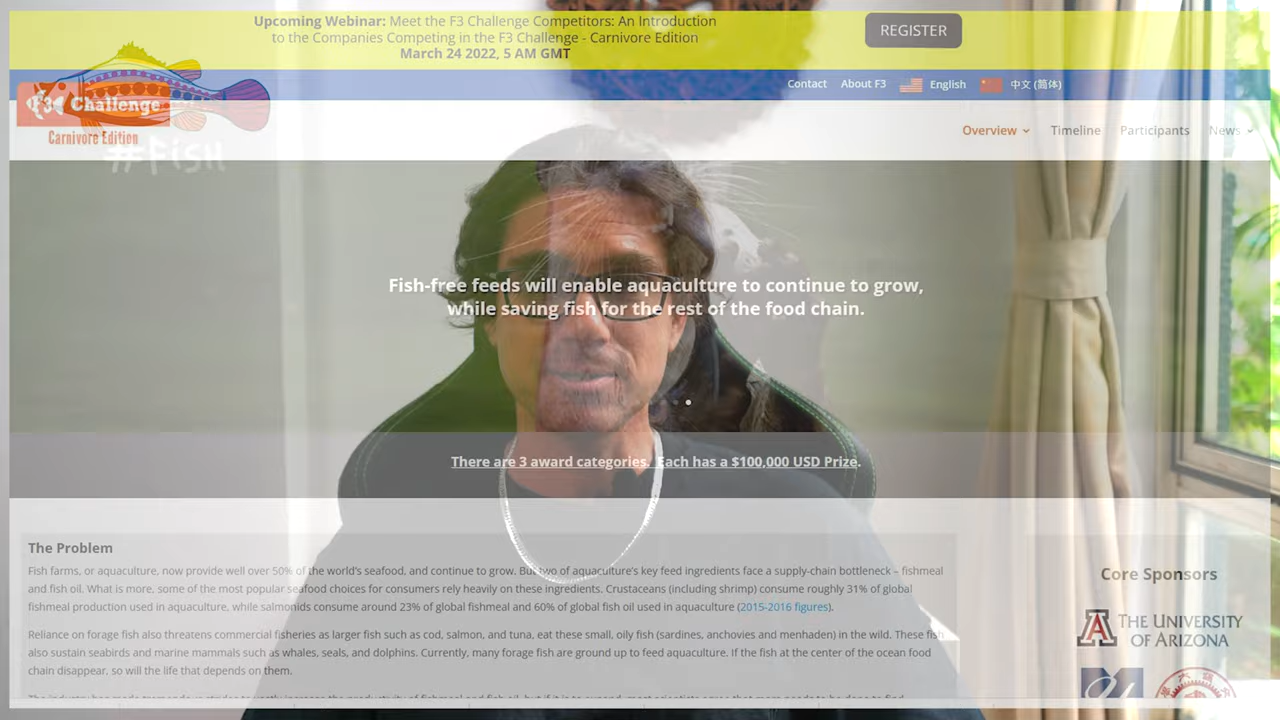 Upcoming Webinar: Meet the F3 Challenge Competitors: An Introduction
to the Companies Competing in the F3 Challenge - Carnivore Edition
March 24 2022, 5 AM GMT
REGISTER
Contact About F3 English 中文 (简体)
F3 Challenge
Carnivore Edition
#Fish
Overview Timeline Participants News
Fish-free feeds will enable aquaculture to continue to grow,
while saving fish for the rest of the food chain.
There are 3 award categories. Each has a $100,000 USD Prize.
The Problem
Fish farms, or aquaculture, now provide well over 50% of the world's seafood, and continue to grow. But two of aquaculture's key feed ingredients face a supply-chain bottleneck – fishmeal
and fish oil. What is more, some of the most popular seafood choices for consumers rely heavily on these ingredients. Crustaceans (including shrimp) consume roughly 31% of global
fishmeal production used in aquaculture, while salmonids consume around 23% of global fishmeal and 60% of global fish oil used in aquaculture (2015-2016 figures).
Reliance on forage fish also threatens commercial fisheries as larger fish such as cod, salmon, and tuna, eat these small, oily fish (sardines, anchovies and menhaden) in the wild. These fish
also sustain seabirds and marine mammals such as whales, seals, and dolphins. Currently, many forage fish are ground up to feed aquaculture. If the fish at the center of the ocean food
chain disappear, so will the life that depends on them.
Core Sponsors
A THE UNIVERSITY
OF ARIZONA